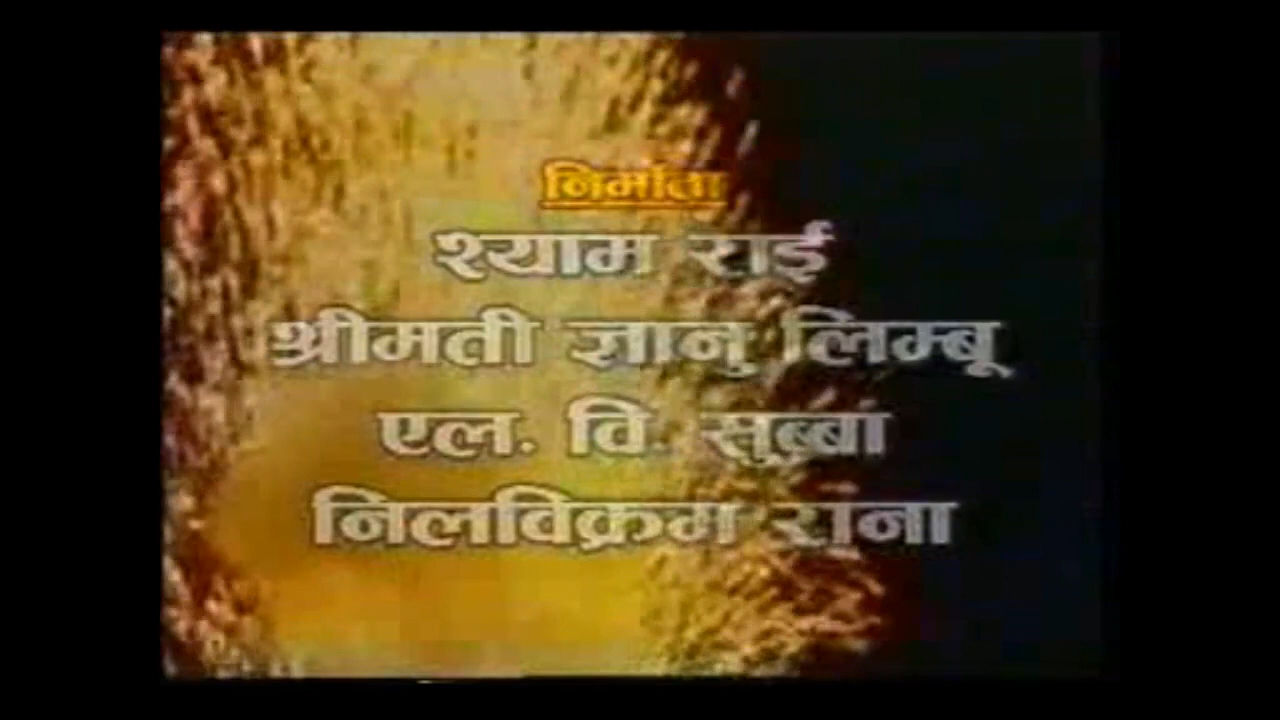 निर्माता
श्याम राई
श्रीमती ज्ञानु लिम्बू
एल. वि. सुब्बा
निलविक्रम राना